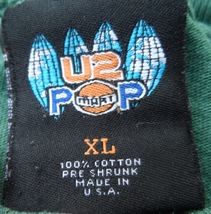 U2
POP
MART
XL
100% COTTON
PRE SHRUNK
MADE IN
U.S.A.